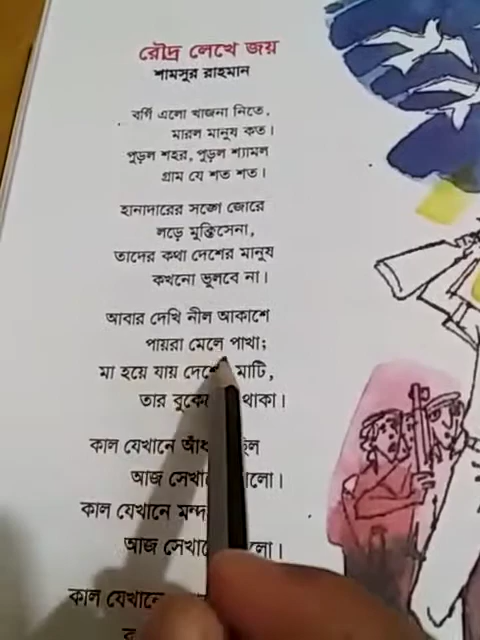 রৌদ্র লেখে জয়
শামসুর রাহমান
বর্গি এলো খাজনা নিতে,
মারল মানুষ কত।
পুড়ল শহর, পুড়ল শ্যামল
গ্রাম যে শত শত।
হানাদারের সঙ্গে জোরে
লড়ে মুক্তিসেনা,
তাদের কথা দেশের মানুষ
কখনো ভুলবে না।
আবার দেখি নীল আকাশে
পায়রা মেলে পাখা;
মা হয়ে যায় মাটি,
তার থাকা।
কাল যেখানে
আজ
কাল যেখানে
আজ
কাল যেখানে